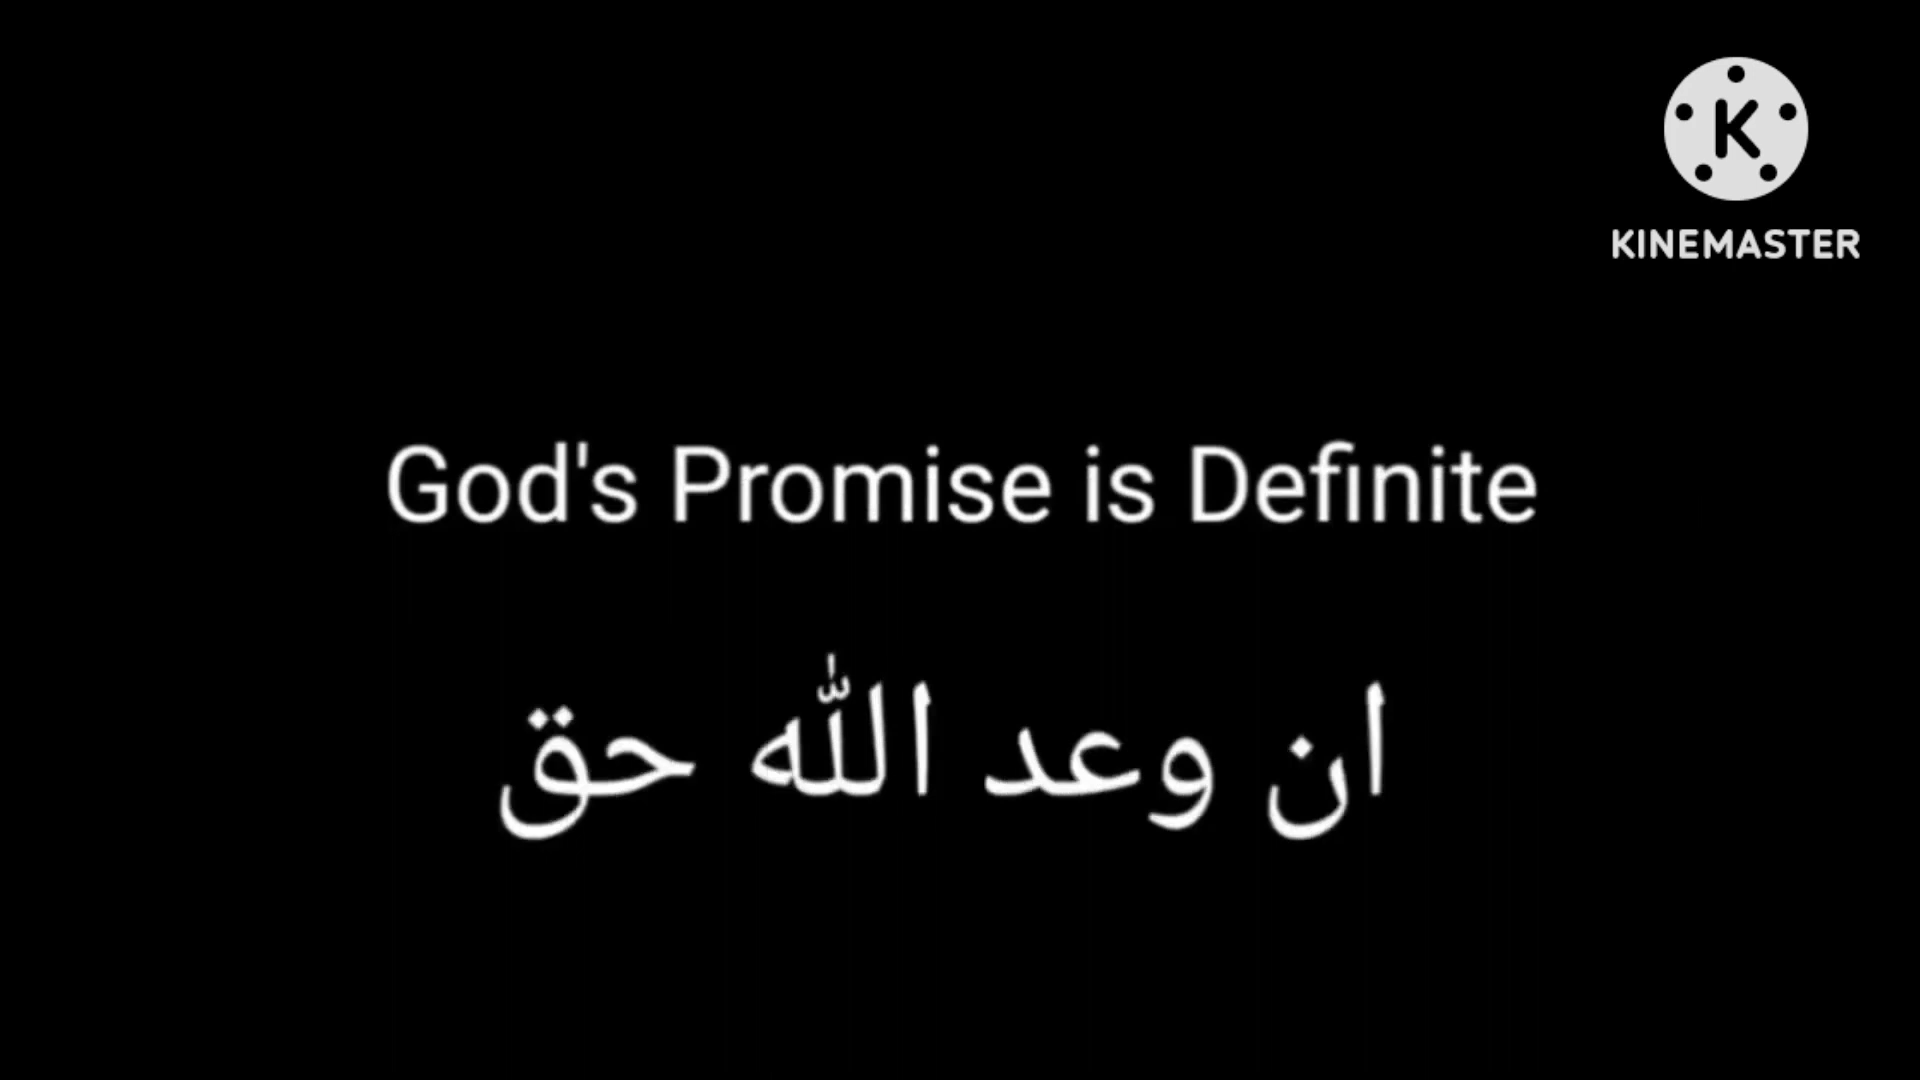 K
KINEMASTER
God's Promise is Definite
ان وعد الله حق